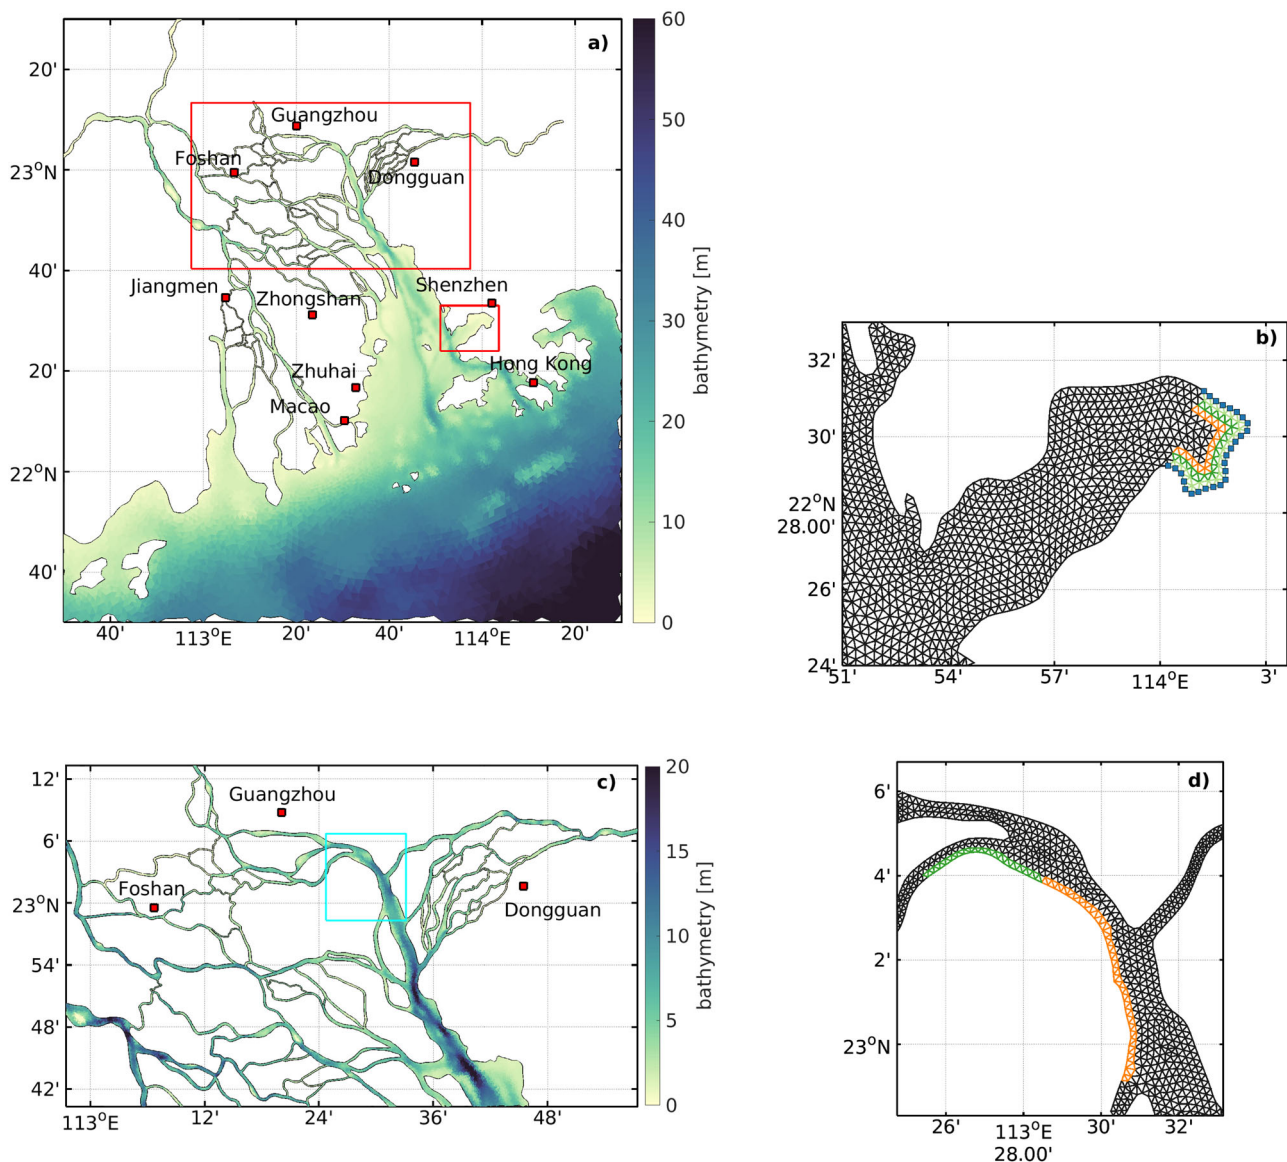 a)
20'
23°N
40'
20'
22°N
40'
40'
113°E
20'
40'
114°E
20'
Guangzhou
Foshan
Dongguan
Jiangmen
Zhongshan
Shenzhen
Zhuhai
Hong Kong
Macao
60
50
40
30
20
10
0
bathymetry [m]
b)
32'
30'
22°N
28.00'
26'
24'
51'
54'
57'
114°E
3'
c)
12'
6'
23°N
54'
48'
42'
113°E
12'
24'
36'
48'
Guangzhou
Foshan
Dongguan
20
15
10
5
0
bathymetry [m]
d)
6'
4'
2'
23°N
26'
113°E
28.00'
30'
32'